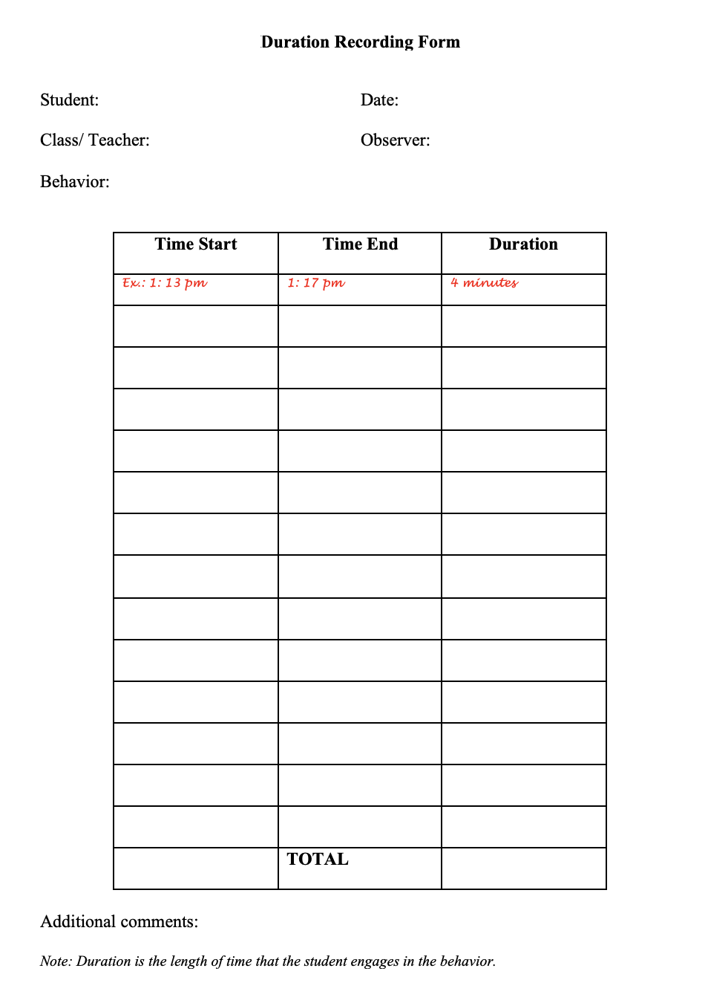 Duration Recording Form
Student: Date:
Class/ Teacher: Observer:
Behavior:
Time Start Time End Duration
Ex.: 1: 13 pm 1: 17 pm 4 minutes
TOTAL
Additional comments:
Note: Duration is the length of time that the student engages in the behavior.